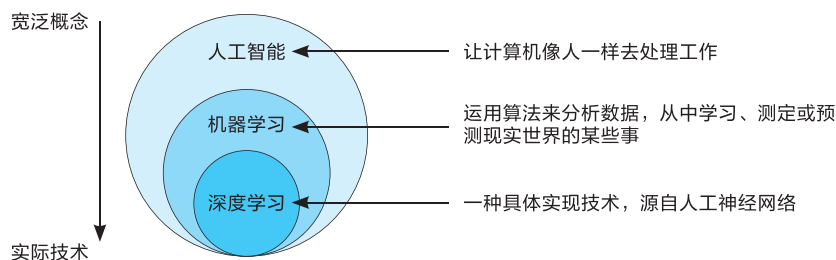 宽泛概念
人工智能
让计算机像人一样去处理工作
机器学习
运用算法来分析数据，从中学习、测定或预
测现实世界的某些事
深度学习
一种具体实现技术，源自人工神经网络
实际技术